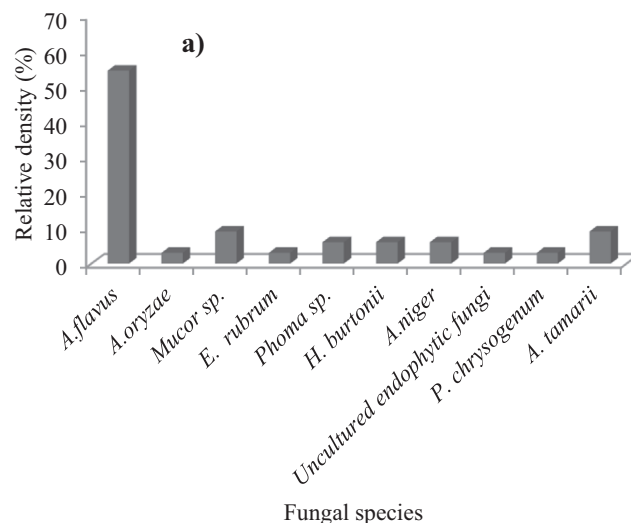 a)
Relative density (%)
70
60
50
40
30
20
10
0
A.flavus
A.oryzae
Mucor sp.
E. rubrum
Phoma sp.
H. burtonii
A.niger
Uncultured endophytic fungi
P. chrysogenum
A. tamarii
Fungal species